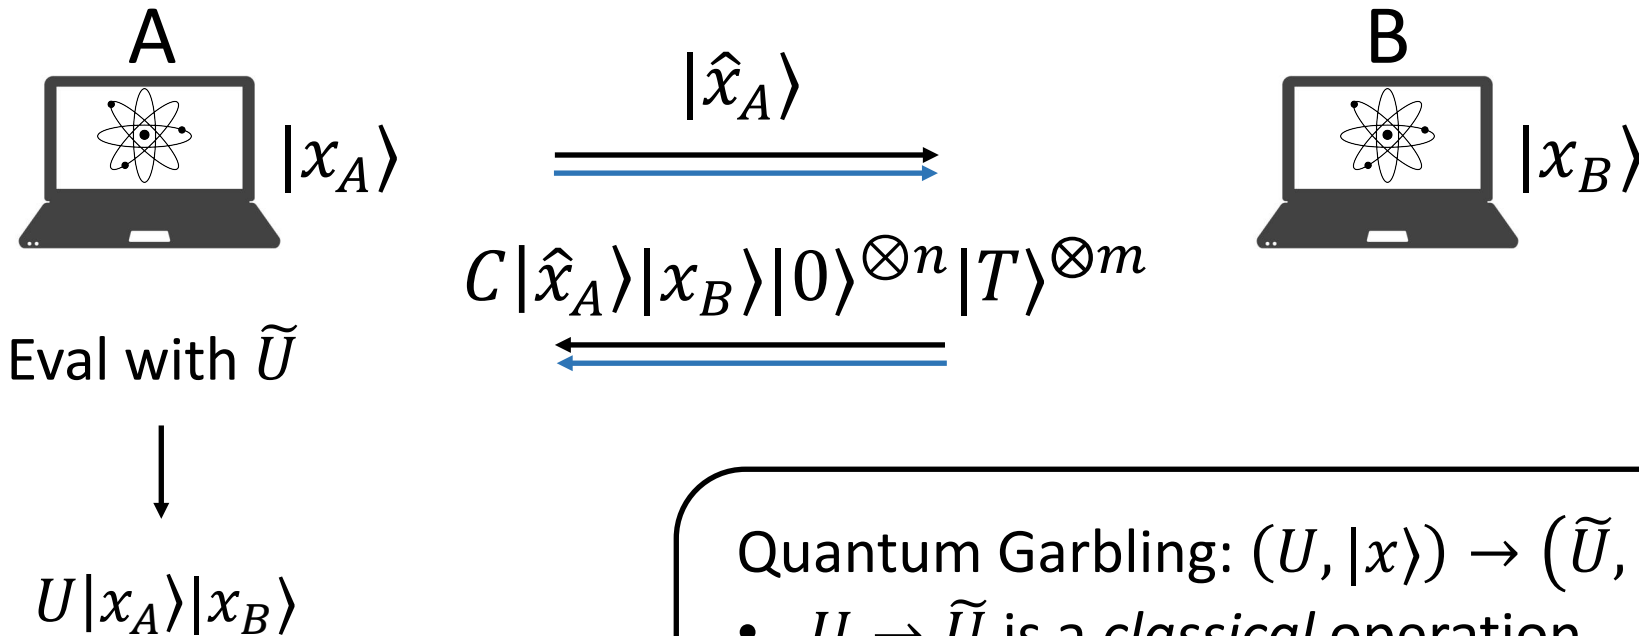 A
B
|x̂_A⟩
|x_A⟩
|x_B⟩
C|x̂_A⟩|x_B⟩|0⟩^{⊗n}|T⟩^{⊗m}
Eval with Ũ
U|x_A⟩|x_B⟩
Quantum Garbling: (U, |x⟩) → (Ũ,
• U → Ũ is a classical operation